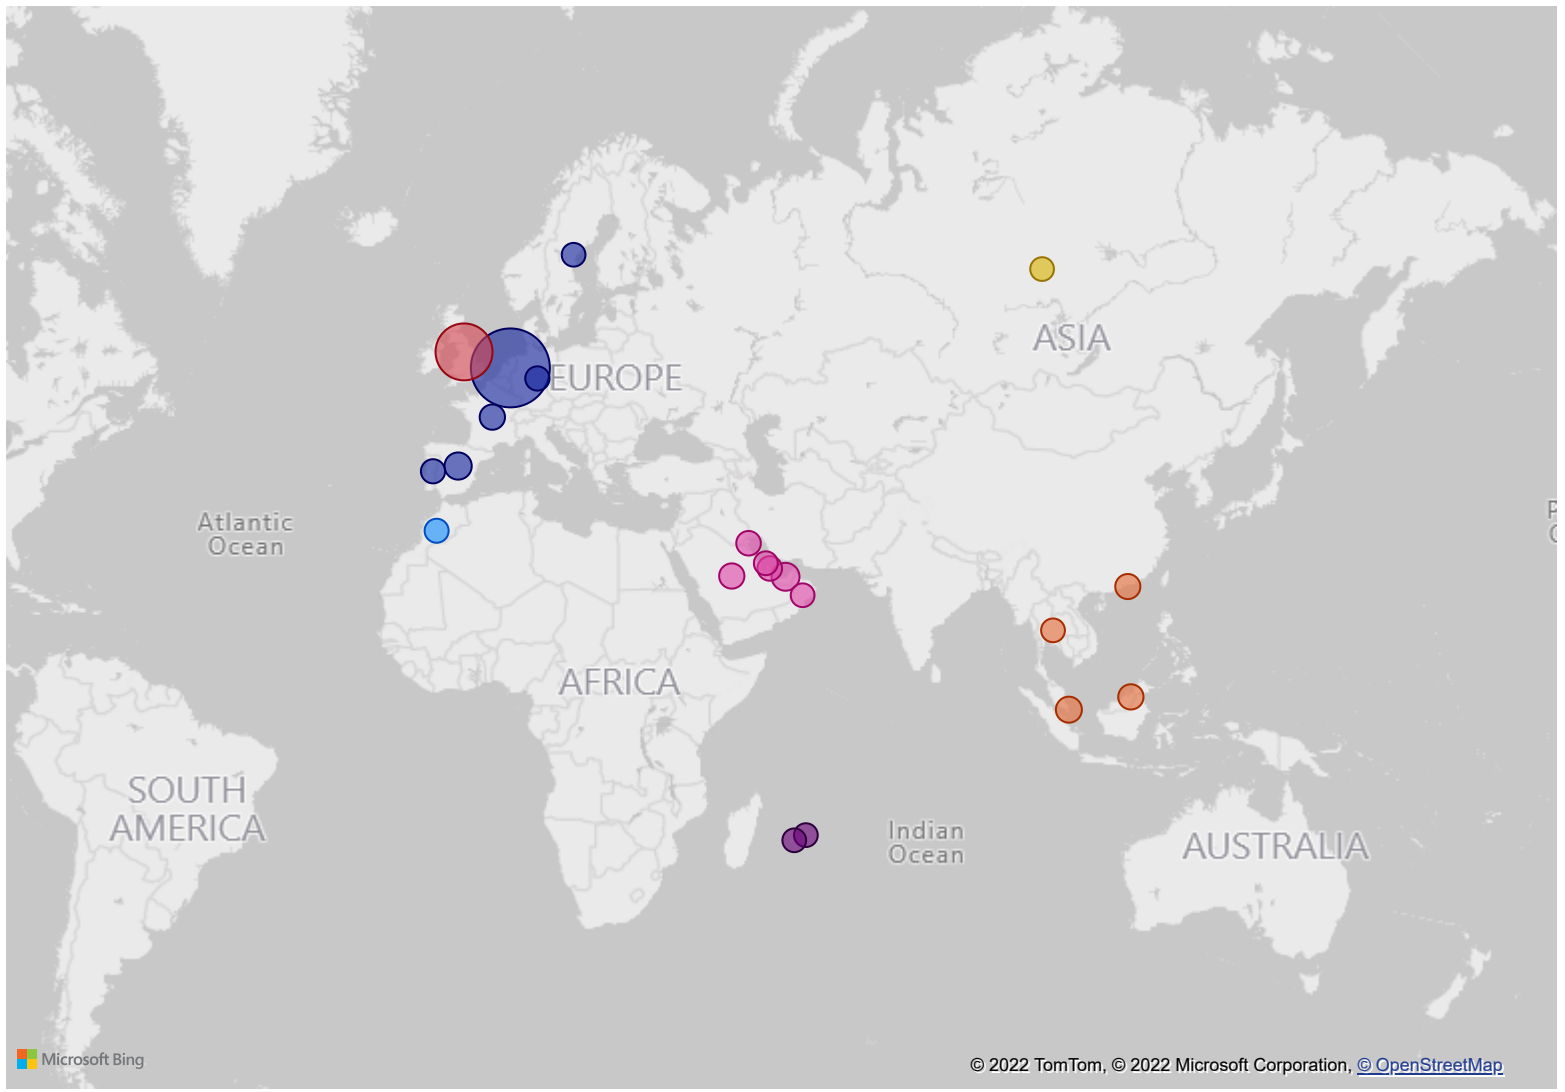 ASIA
EUROPE
Atlantic
Ocean
P
AFRICA
SOUTH
AMERICA
Indian
Ocean
AUSTRALIA
Microsoft Bing
© 2022 TomTom, © 2022 Microsoft Corporation, © OpenStreetMap